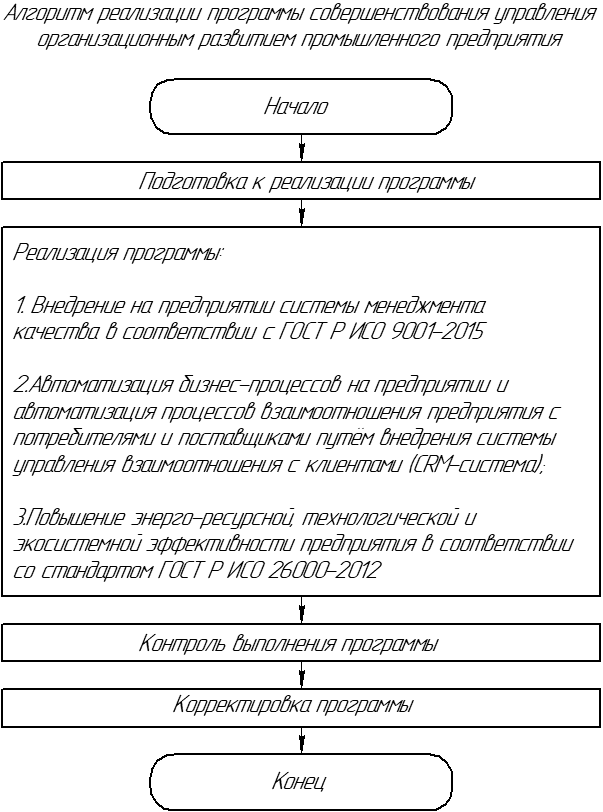 Алгоритм реализации программы совершенствования управления
организационным развитием промышленного предприятия
Начало
Подготовка к реализации программы
Реализация программы:
1. Внедрение на предприятии системы менеджмента
качества в соответствии с ГОСТ Р ИСО 9001-2015
2.Автоматизация бизнес-процессов на предприятии и
автоматизация процессов взаимоотношения предприятия с
потребителями и поставщиками путём внедрения системы
управления взаимоотношения с клиентами (CRM-система);
3.Повышение энерго-ресурсной, технологической и
экосистемной эффективности предприятия в соответствии
со стандартом ГОСТ Р ИСО 26000-2012
Контроль выполнения программы
Корректировка программы
Конец